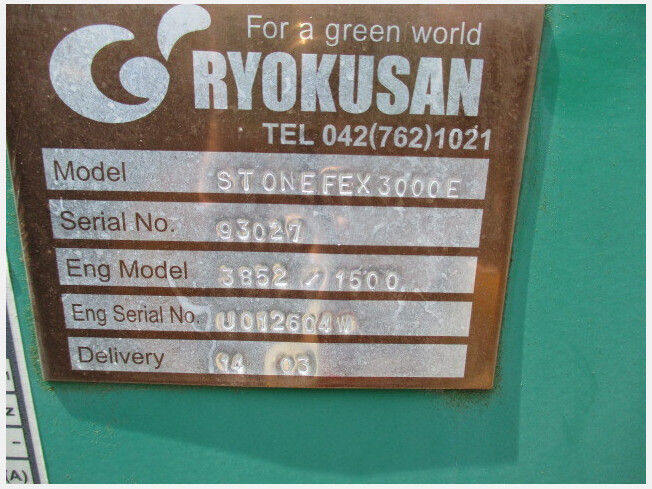 For a green world
RYOKUSAN
TEL 042(762)1021
Model STONEFEX3000E
Serial No. 93027
Eng Model 3852 / 1500
Eng Serial No. U012604W
Delivery 94 03
(A)